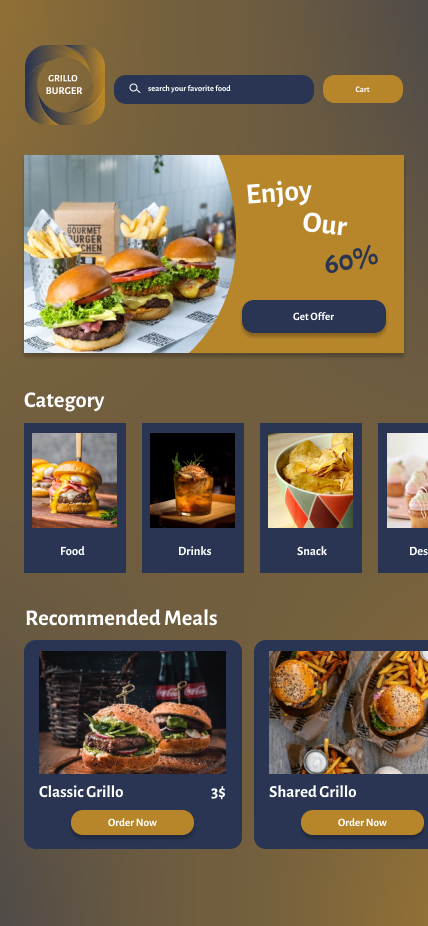 GRILLO
BURGER
search your favorite food
Cart
GOURMET
BURGER
KITCHEN
Enjoy
Our
60%
Get Offer
Category
Food
Drinks
Snack
Des
Recommended Meals
Classic Grillo
3$
Shared Grillo
Order Now
Order Now